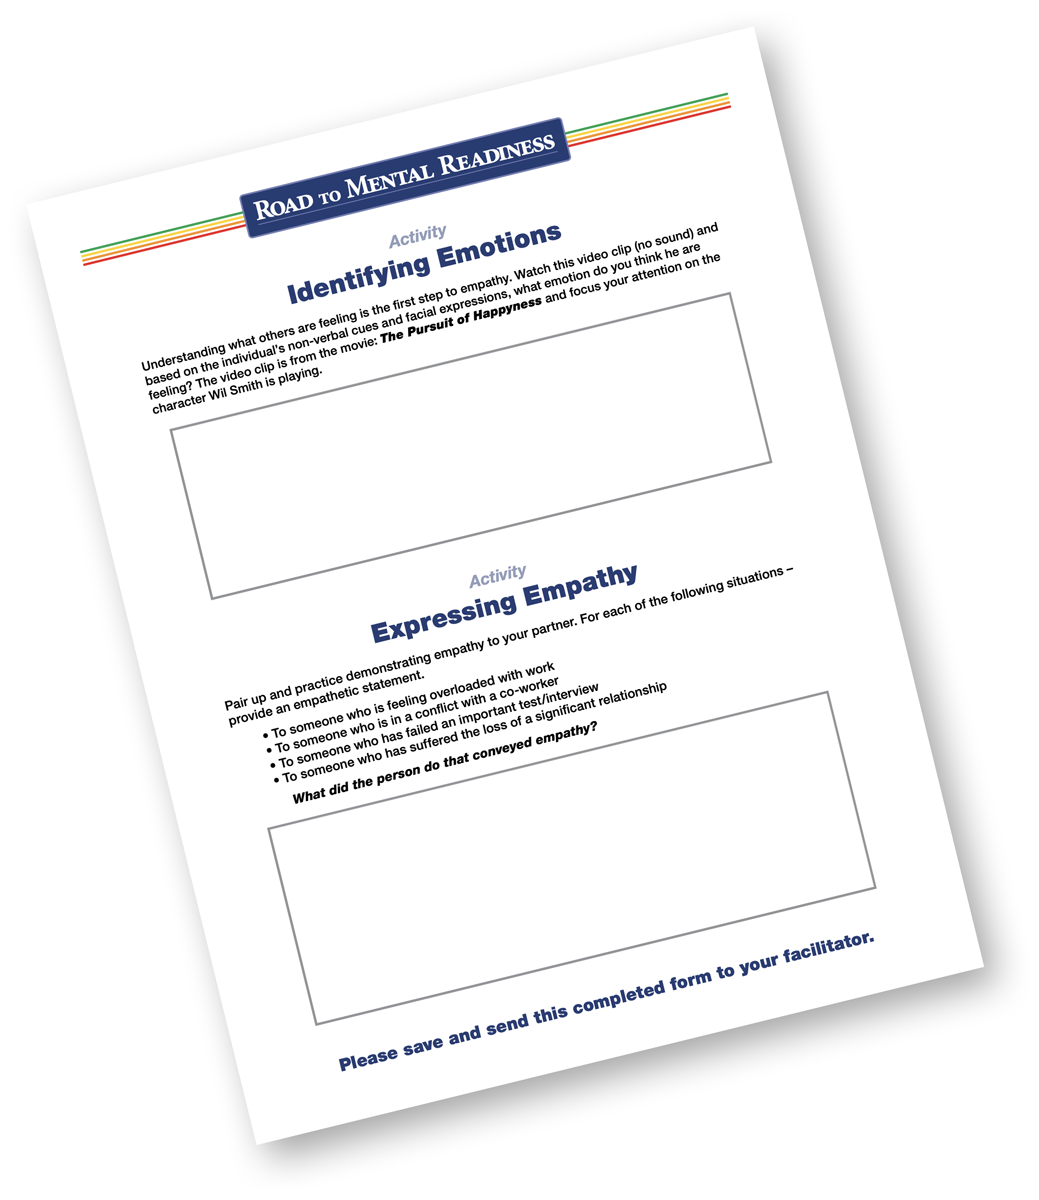 ROAD TO MENTAL READINESS
Activity
Identifying Emotions
Understanding what others are feeling is the first step to empathy. Watch this video clip (no sound) and
based on the individual's non-verbal cues and facial expressions, what emotion do you think he are
feeling? The video clip is from the movie: The Pursuit of Happyness and focus your attention on the
character Wil Smith is playing.
Activity
Expressing Empathy
Pair up and practice demonstrating empathy to your partner. For each of the following situations –
provide an empathetic statement.
• To someone who is feeling overloaded with work
• To someone who is in a conflict with a co-worker
• To someone who has failed an important test/interview
• To someone who has suffered the loss of a significant relationship
What did the person do that conveyed empathy?
Please save and send this completed form to your facilitator.